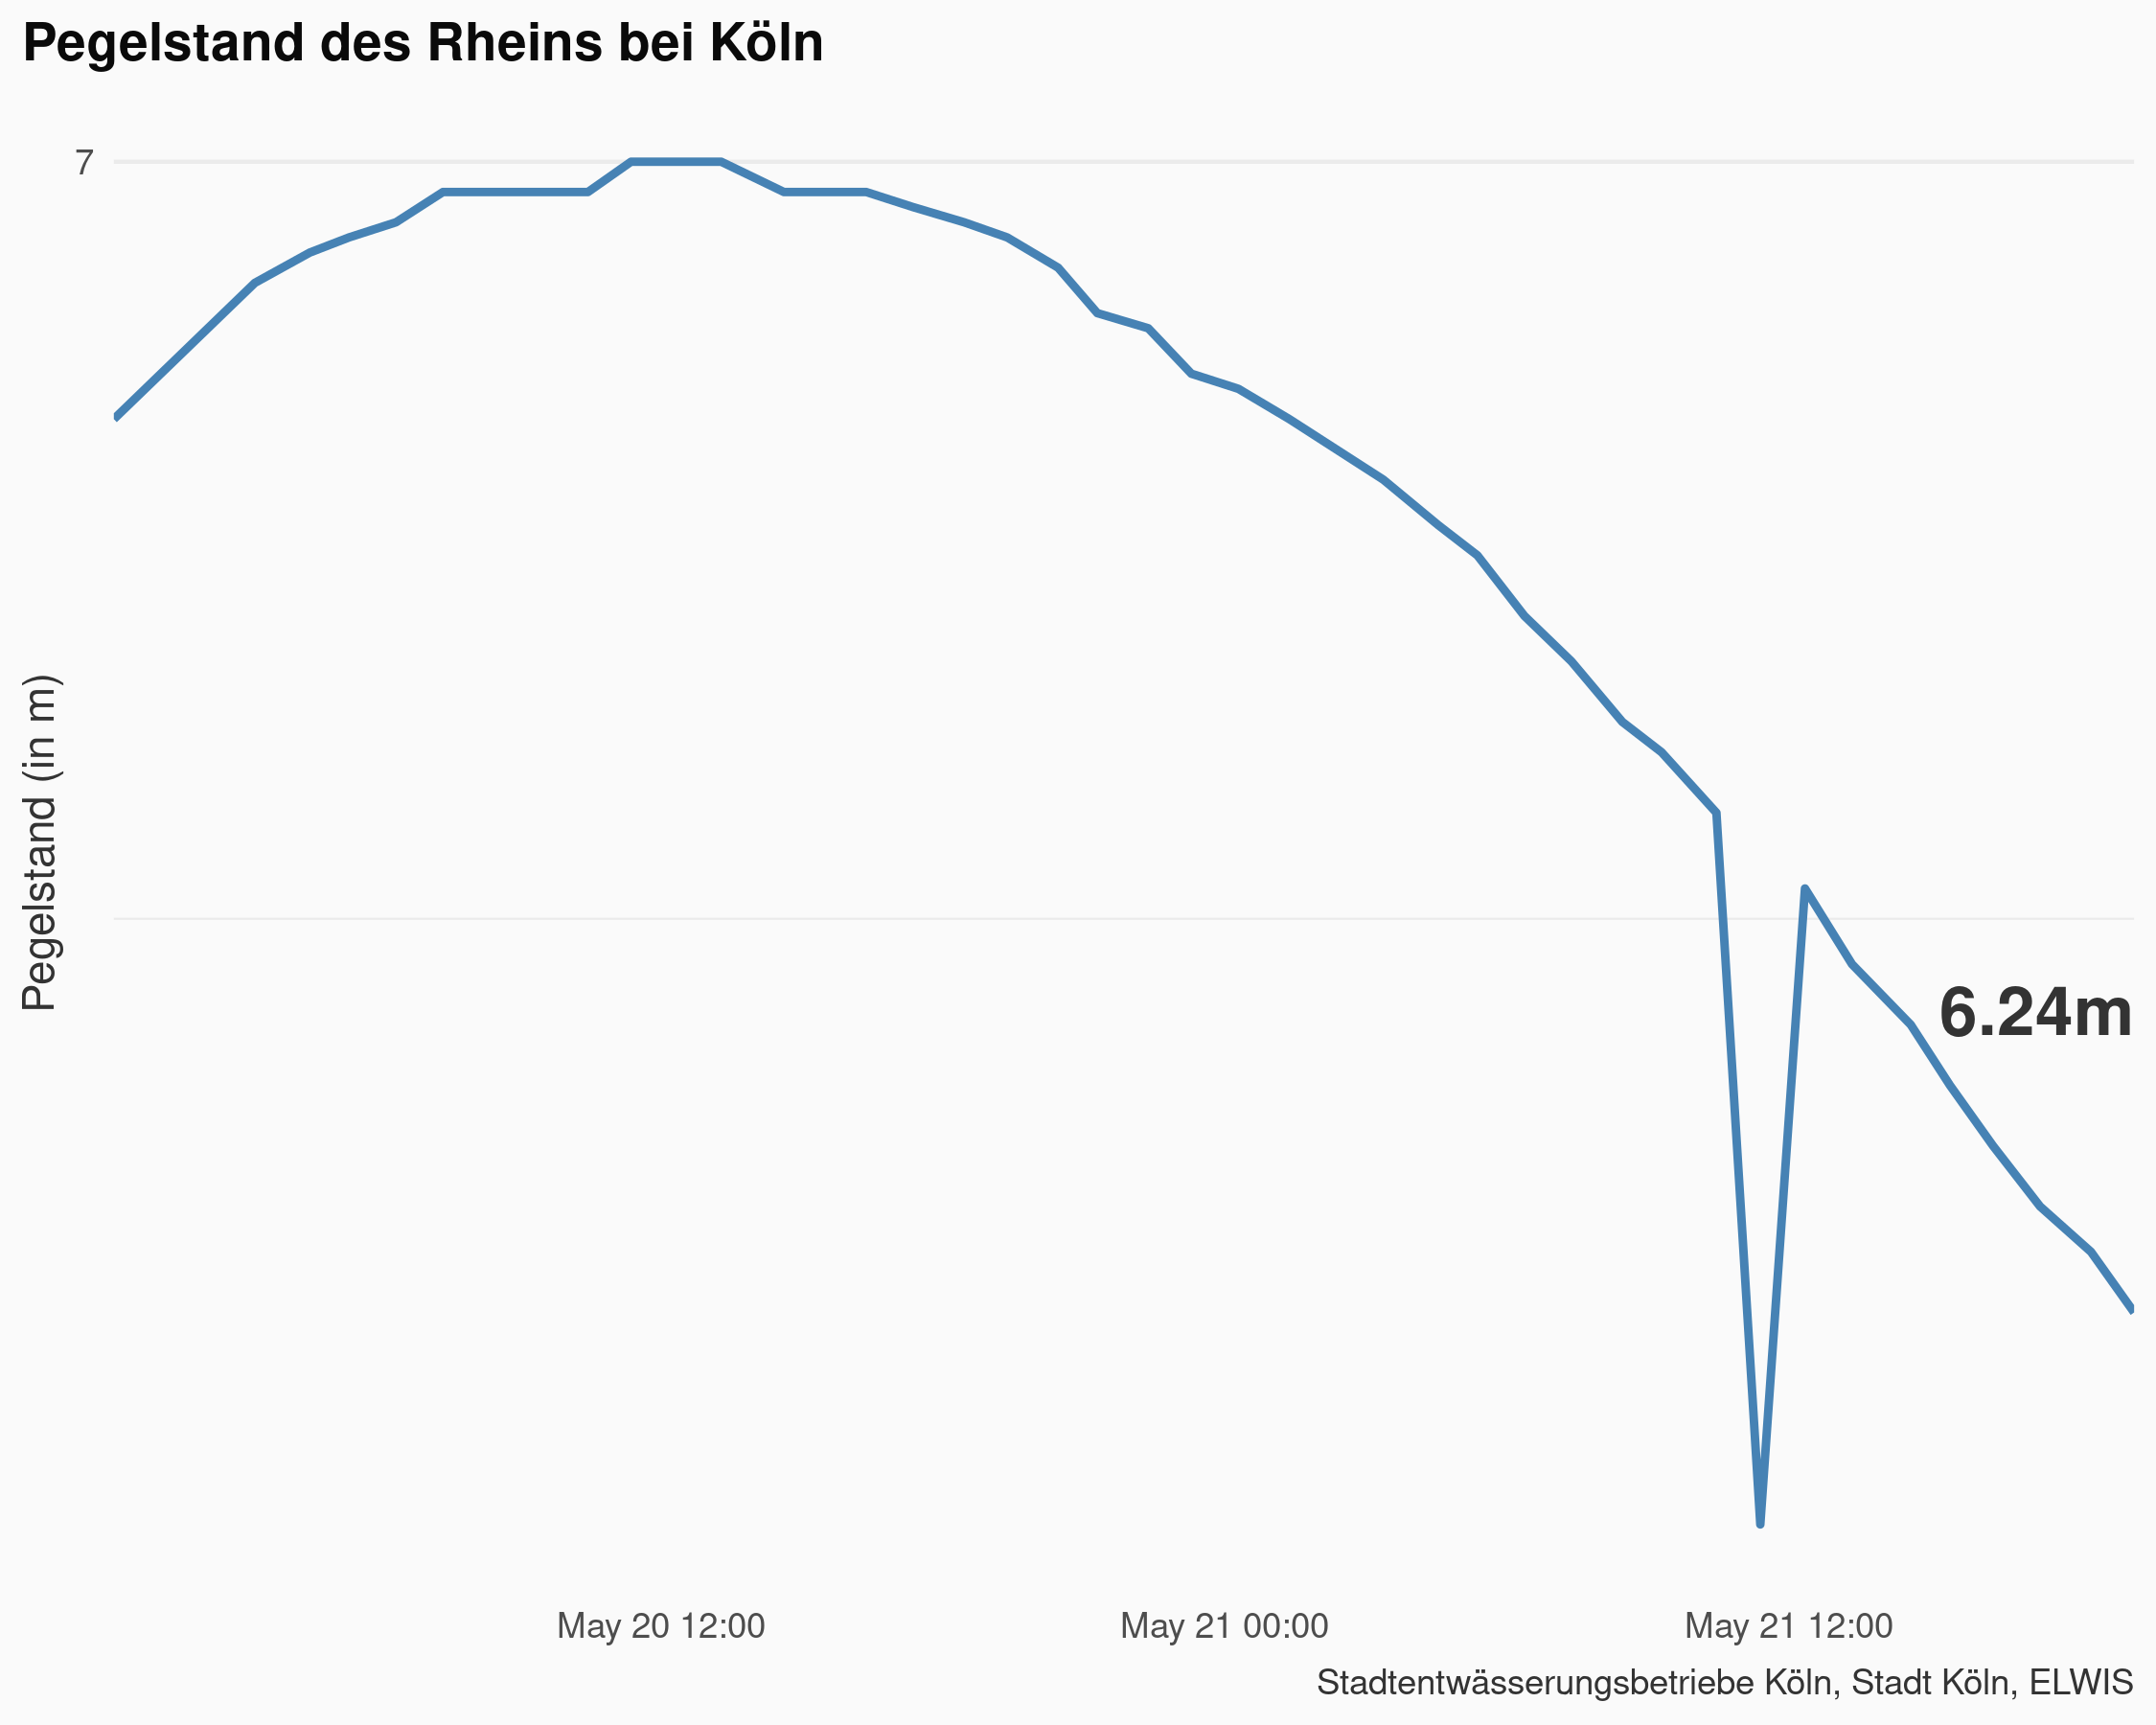 Pegelstand des Rheins bei Köln
7
Pegelstand (in m)
6.24m
May 20 12:00
May 21 00:00
May 21 12:00
Stadtentwässerungsbetriebe Köln, Stadt Köln, ELWIS